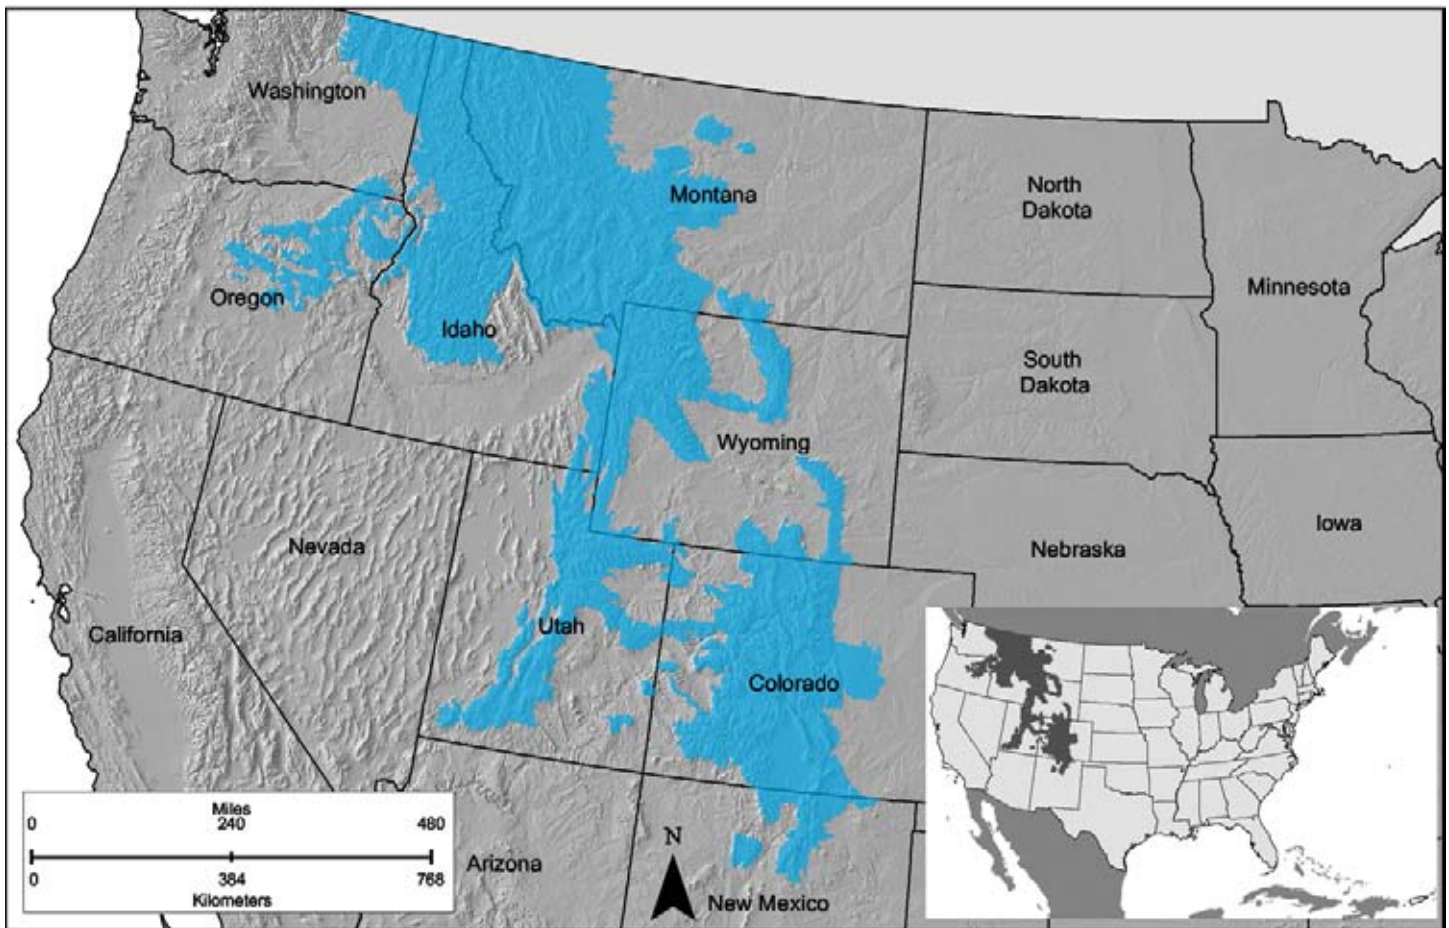 Washington
Montana
North
Dakota
Minnesota
Oregon
Idaho
South
Dakota
Wyoming
Nevada
Iowa
Nebraska
California
Utah
Colorado
Miles
0 240 480
0 384 768
Kilometers
Arizona
N
New Mexico